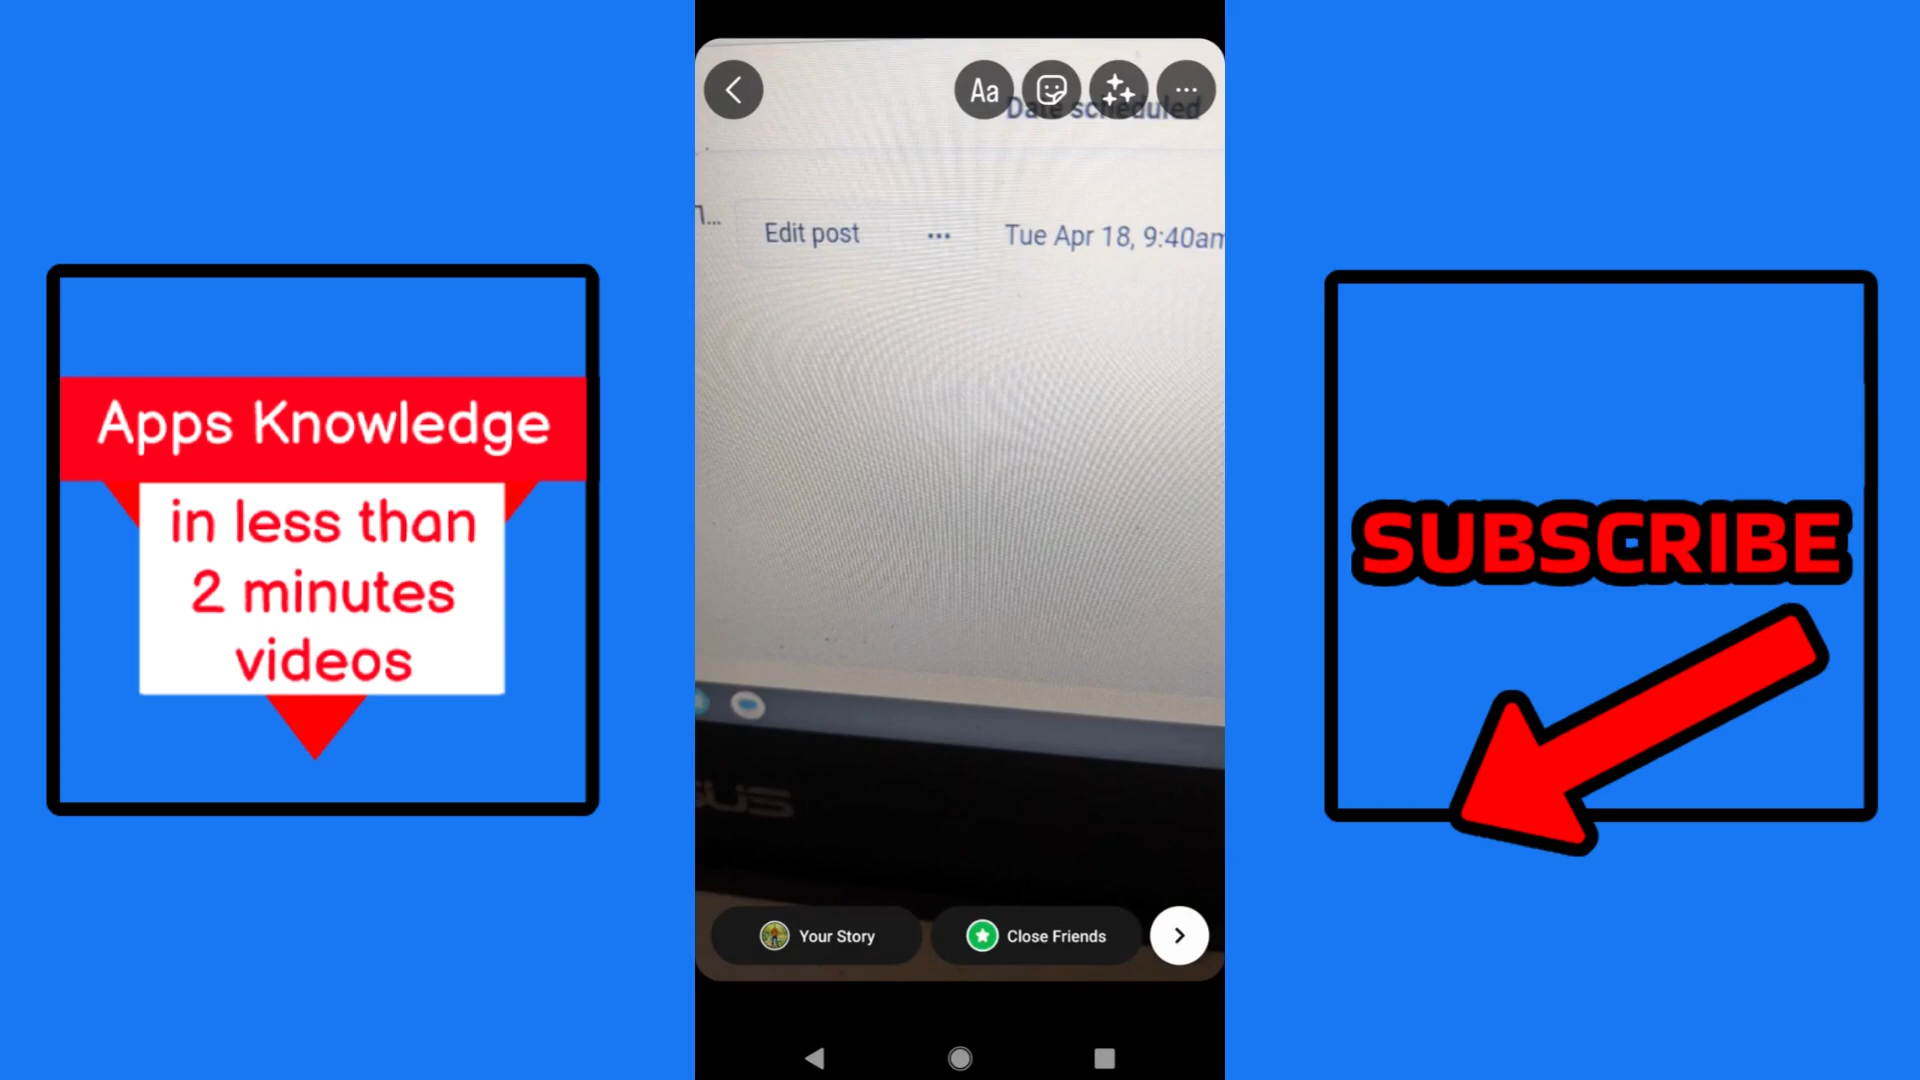 Apps Knowledge
in less than
2 minutes
videos
Aa
Date scheduled
Edit post
Tue Apr 18, 9:40am
Your Story
Close Friends
SUBSCRIBE